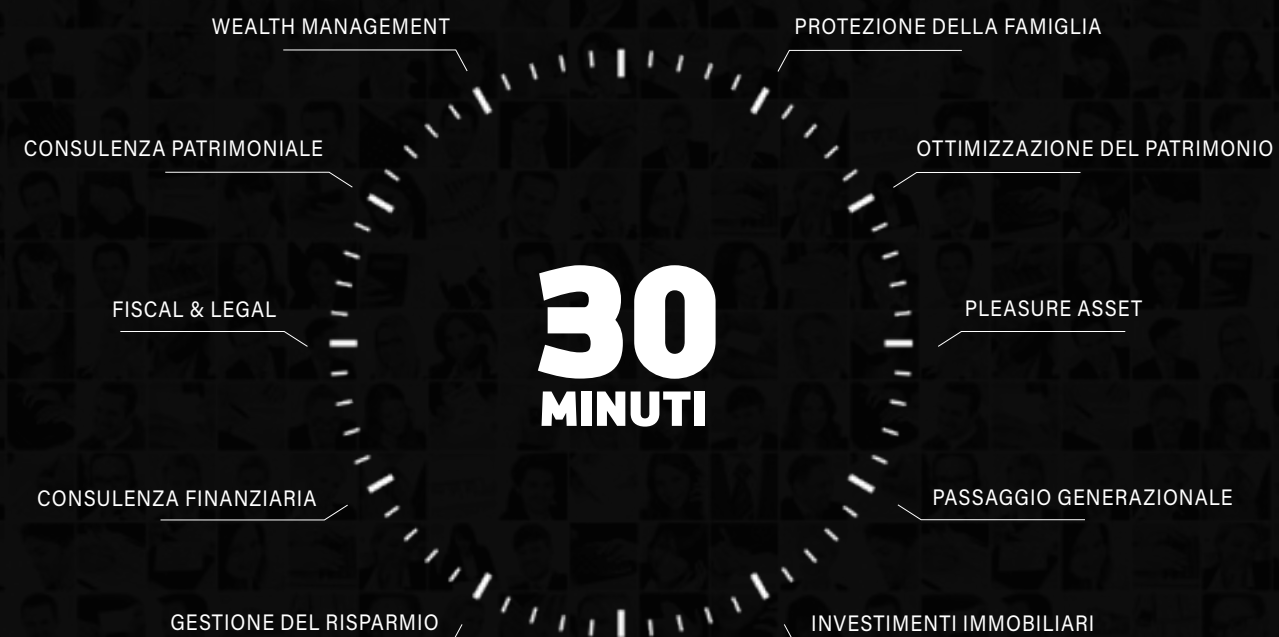 WEALTH MANAGEMENT
PROTEZIONE DELLA FAMIGLIA
CONSULENZA PATRIMONIALE
OTTIMIZZAZIONE DEL PATRIMONIO
FISCAL & LEGAL
PLEASURE ASSET
30
MINUTI
CONSULENZA FINANZIARIA
PASSAGGIO GENERAZIONALE
GESTIONE DEL RISPARMIO
INVESTIMENTI IMMOBILIARI